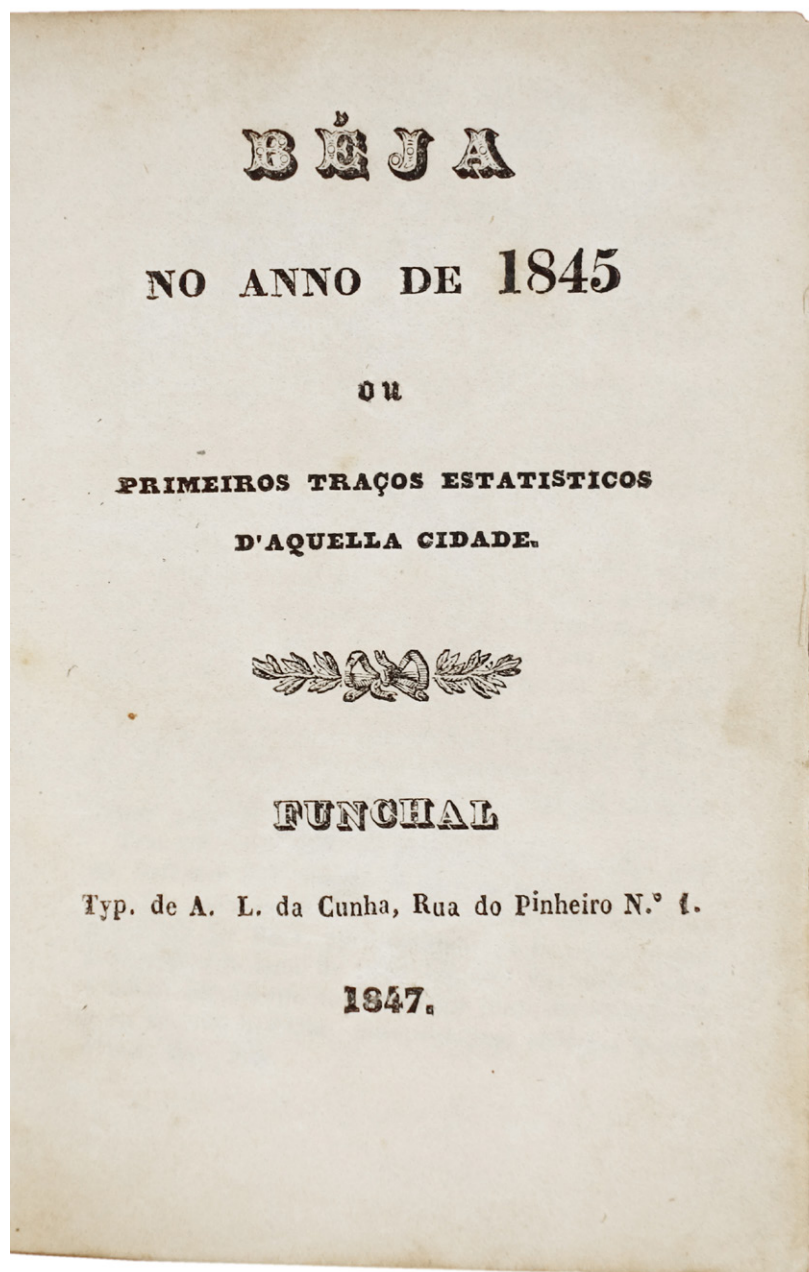 BÉJA
NO ANNO DE 1845
ou
PRIMEIROS TRAÇOS ESTATISTICOS
D'AQUELLA CIDADE.
FUNCHAL
Typ. de A. L. da Cunha, Rua do Pinheiro N.º 1.
1847.